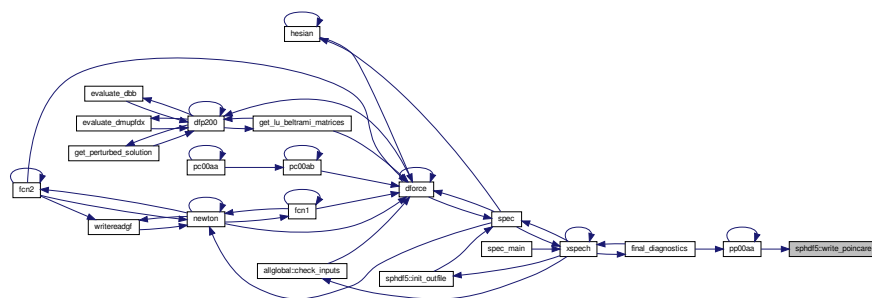 hesian
evaluate_dbb
evaluate_dmupfdx
dfp200
get_lu_beltrami_matrices
get_perturbed_solution
pc00aa
pc00ab
fcn2
dforce
fcn1
newton
spec
writereadgf
spec_main
xspech
final_diagnostics
pp00aa
sphdf5::write_poincare
allglobal::check_inputs
sphdf5::init_outfile